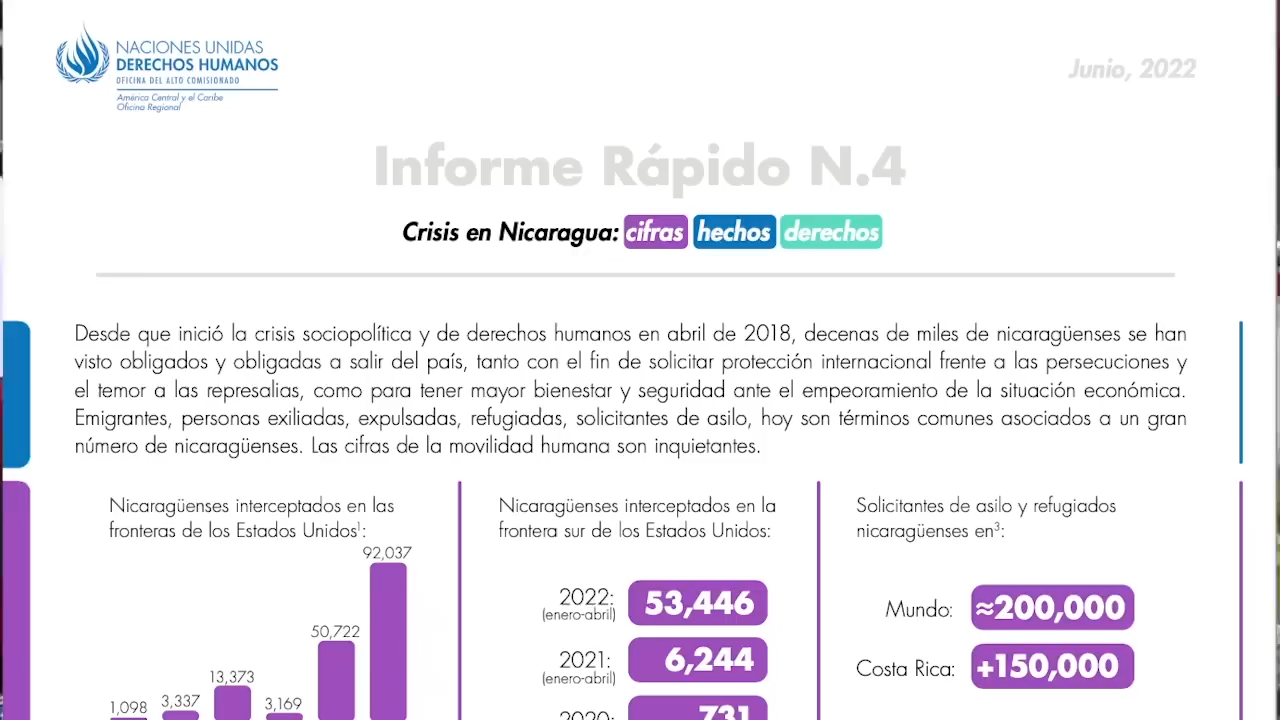 NACIONES UNIDAS
DERECHOS HUMANOS
OFICINA DEL ALTO COMISIONADO
América Central y el Caribe
Oficina Regional
Junio, 2022
Informe Rápido N.4
Crisis en Nicaragua: cifras hechos derechos
Desde que inició la crisis sociopolítica y de derechos humanos en abril de 2018, decenas de miles de nicaragüenses se han
visto obligados y obligadas a salir del país, tanto con el fin de solicitar protección internacional frente a las persecuciones y
el temor a las represalias, como para tener mayor bienestar y seguridad ante el empeoramiento de la situación económica.
Emigrantes, personas exiliadas, expulsadas, refugiadas, solicitantes de asilo, hoy son términos comunes asociados a un gran
número de nicaragüenses. Las cifras de la movilidad humana son inquietantes.
Nicaragüenses interceptados en las
fronteras de los Estados Unidos¹:
92,037
50,722
13,373
1,098
3,337
3,169
Nicaragüenses interceptados en la
frontera sur de los Estados Unidos:
2022: 53,446
(enero-abril)
2021: 6,244
(enero-abril)
2020: 731
Solicitantes de asilo y refugiados
nicaragüenses en³:
Mundo: ≈200,000
Costa Rica: +150,000